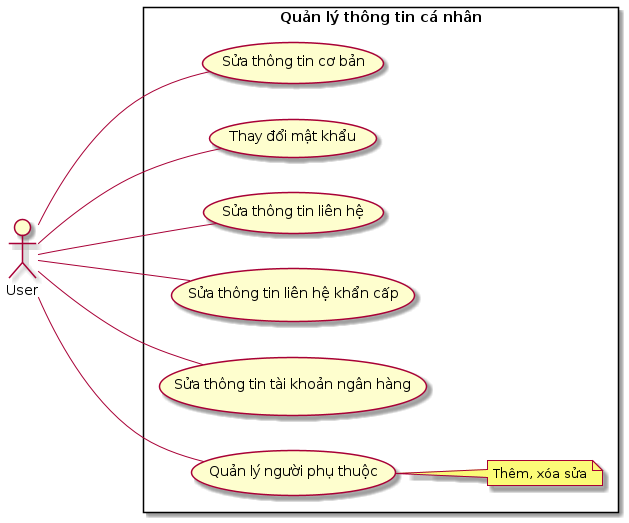 Quản lý thông tin cá nhân
Sửa thông tin cơ bản
Thay đổi mật khẩu
Sửa thông tin liên hệ
User
Sửa thông tin liên hệ khẩn cấp
Sửa thông tin tài khoản ngân hàng
Quản lý người phụ thuộc
Thêm, xóa sửa